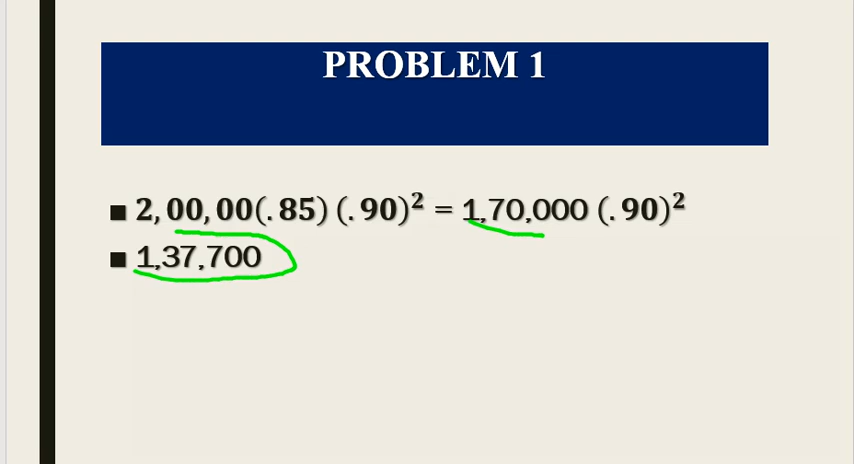 PROBLEM 1
■ 2,00,00(.85)(.90)² = 1,70,000 (.90)²
■ 1,37,700